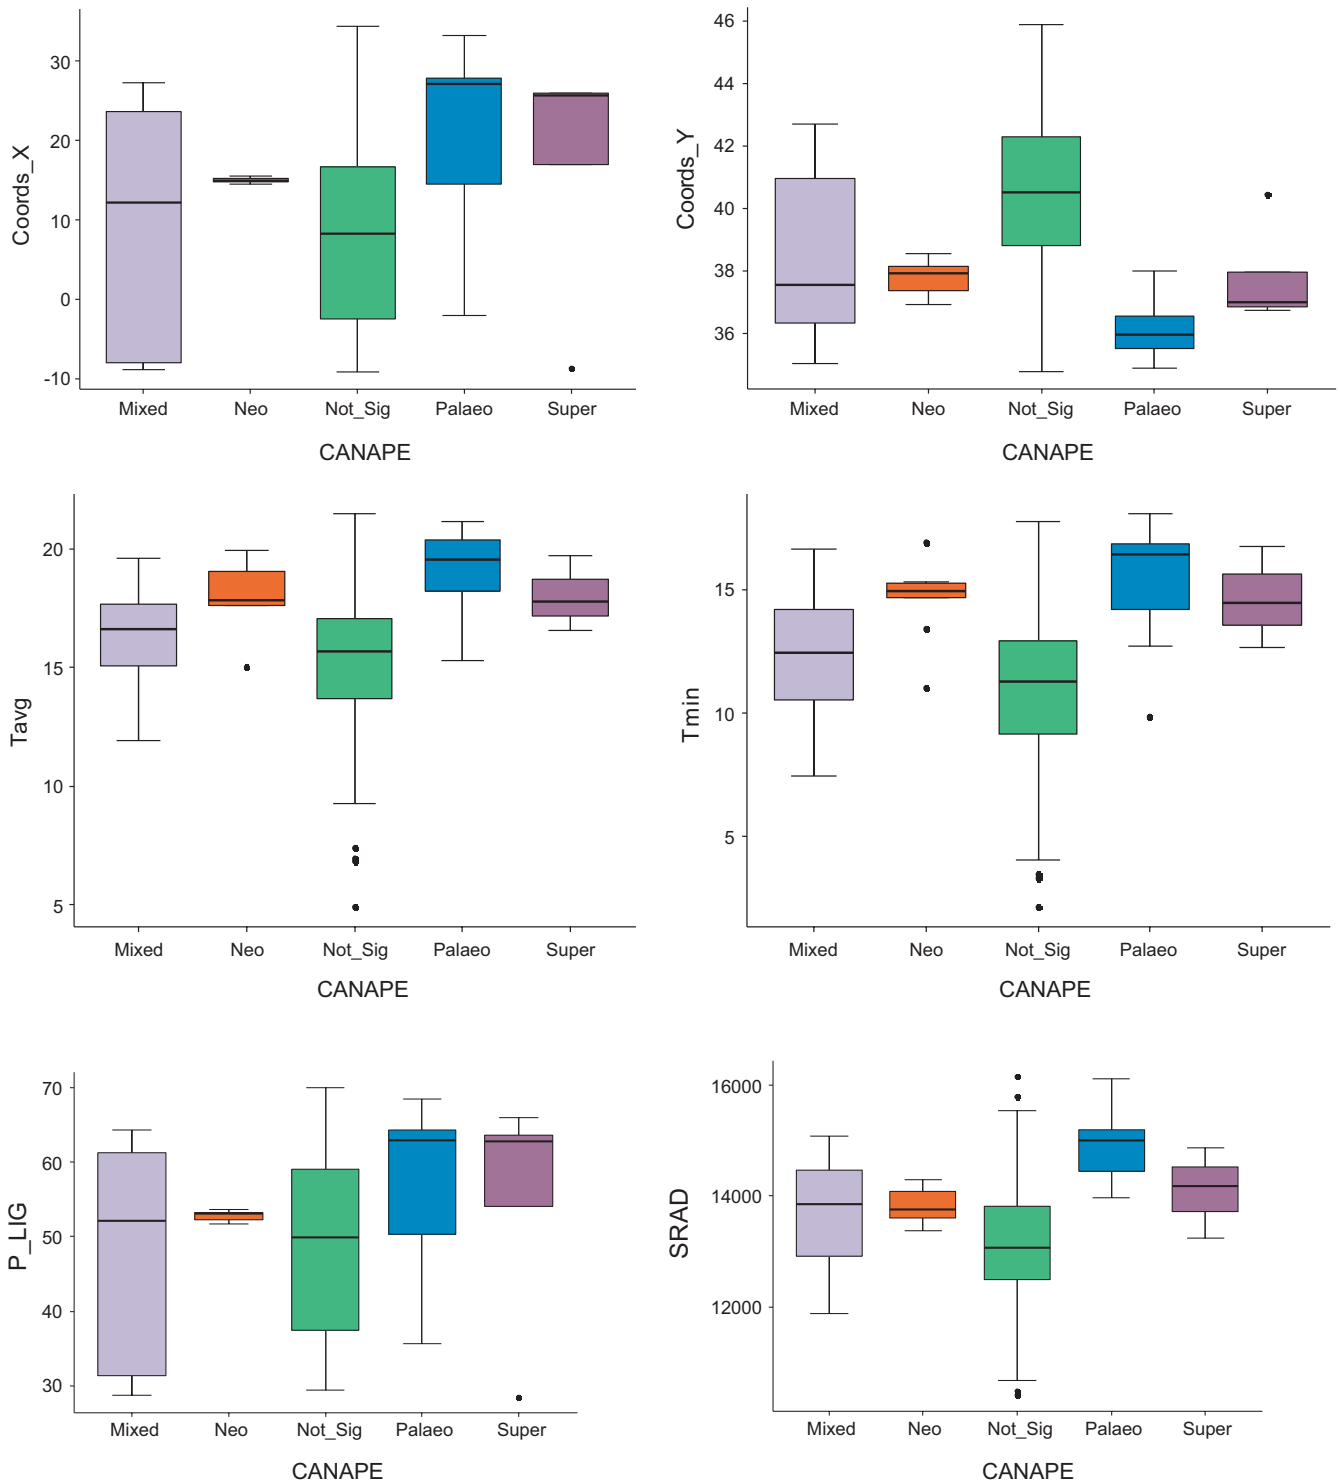 30
20
10
0
-10
Coords_X
Mixed Neo Not_Sig Palaeo Super
CANAPE
46
44
42
40
38
36
Coords_Y
Mixed Neo Not_Sig Palaeo Super
CANAPE
20
15
10
5
Tavg
Mixed Neo Not_Sig Palaeo Super
CANAPE
15
10
5
Tmin
Mixed Neo Not_Sig Palaeo Super
CANAPE
70
60
50
40
30
P_LIG
Mixed Neo Not_Sig Palaeo Super
CANAPE
16000
14000
12000
SRAD
Mixed Neo Not_Sig Palaeo Super
CANAPE